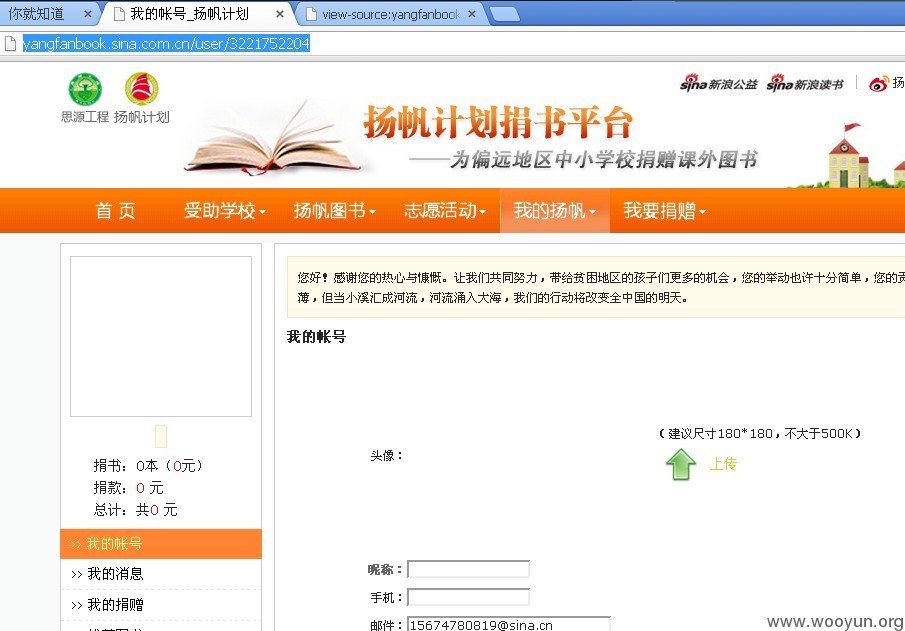 你就知道
我的帐号_扬帆计划
view-source:yangfanbook
yangfanbook.sina.com.cn/user/3221752204
思源工程 扬帆计划
扬帆计划捐书平台
——为偏远地区中小学校捐赠课外图书
sina新浪公益 sina新浪读书 扬
首 页 受助学校 扬帆图书 志愿活动 我的扬帆 我要捐赠
您好！感谢您的热心与慷慨。让我们共同努力，带给贫困地区的孩子们更多的机会，您的举动也许十分简单，您的贡
薄，但当小溪汇成河流，河流涌入大海，我们的行动将改变全中国的明天。
我的帐号
捐书：0本（0元）
捐款：0 元
总计：共0 元
>> 我的帐号
>> 我的消息
>> 我的捐赠
头像：
（建议尺寸180*180，不大于500K）
上传
昵称：
手机：
邮件：15674780819@sina.cn
www.wooyun.org